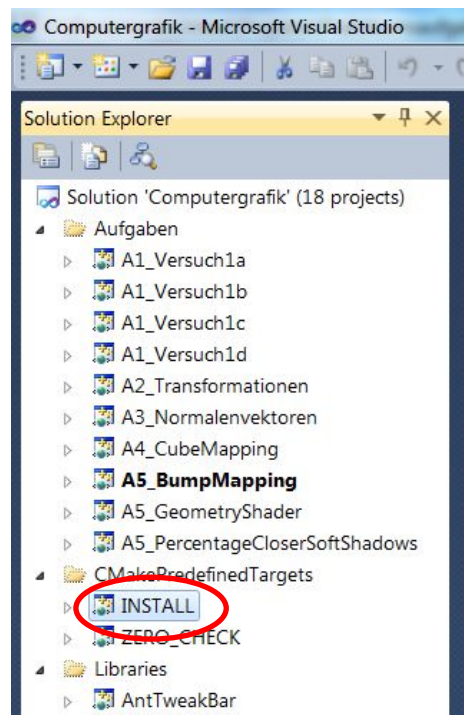 Computergrafik - Microsoft Visual Studio
Solution Explorer
Solution 'Computergrafik' (18 projects)
Aufgaben
A1_Versuch1a
A1_Versuch1b
A1_Versuch1c
A1_Versuch1d
A2_Transformationen
A3_Normalenvektoren
A4_CubeMapping
A5_BumpMapping
A5_GeometryShader
A5_PercentageCloserSoftShadows
CMakePredefinedTargets
INSTALL
ZERO_CHECK
Libraries
AntTweakBar